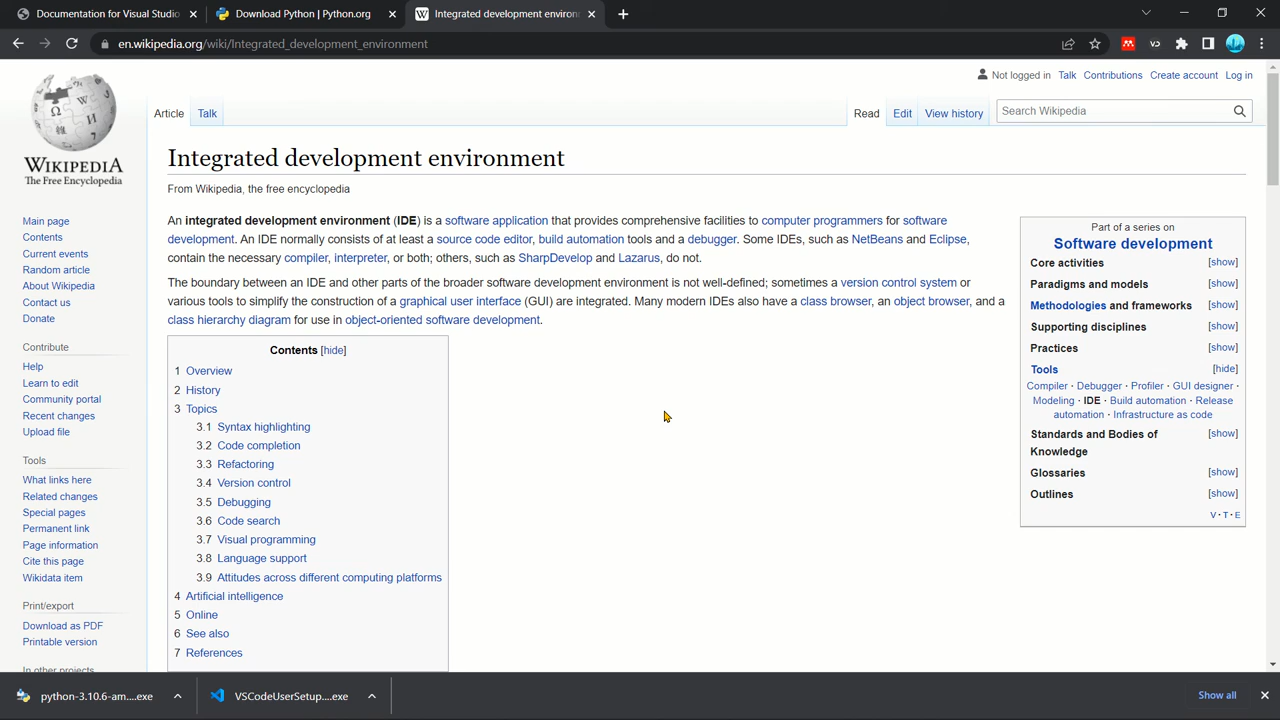 Documentation for Visual Studio
Download Python | Python.org
Integrated development environ
en.wikipedia.org/wiki/Integrated_development_environment
Not logged in Talk Contributions Create account Log in
Article Talk Read Edit View history Search Wikipedia
WIKIPEDIA
The Free Encyclopedia
Main page
Contents
Current events
Random article
About Wikipedia
Contact us
Donate
Contribute
Help
Learn to edit
Community portal
Recent changes
Upload file
Tools
What links here
Related changes
Special pages
Permanent link
Page information
Cite this page
Wikidata item
Print/export
Download as PDF
Printable version
In other projects
Integrated development environment
From Wikipedia, the free encyclopedia
An integrated development environment (IDE) is a software application that provides comprehensive facilities to computer programmers for software
development. An IDE normally consists of at least a source code editor, build automation tools and a debugger. Some IDEs, such as NetBeans and Eclipse,
contain the necessary compiler, interpreter, or both; others, such as SharpDevelop and Lazarus, do not.
The boundary between an IDE and other parts of the broader software development environment is not well-defined; sometimes a version control system or
various tools to simplify the construction of a graphical user interface (GUI) are integrated. Many modern IDEs also have a class browser, an object browser, and a
class hierarchy diagram for use in object-oriented software development.
Contents [hide]
1 Overview
2 History
3 Topics
3.1 Syntax highlighting
3.2 Code completion
3.3 Refactoring
3.4 Version control
3.5 Debugging
3.6 Code search
3.7 Visual programming
3.8 Language support
3.9 Attitudes across different computing platforms
4 Artificial intelligence
5 Online
6 See also
7 References
Part of a series on
Software development
Core activities [show]
Paradigms and models [show]
Methodologies and frameworks [show]
Supporting disciplines [show]
Practices [show]
Tools [hide]
Compiler · Debugger · Profiler · GUI designer ·
Modeling · IDE · Build automation · Release
automation · Infrastructure as code
Standards and Bodies of [show]
Knowledge
Glossaries [show]
Outlines [show]
V · T · E
python-3.10.6-am....exe
VSCodeUserSetup....exe
Show all